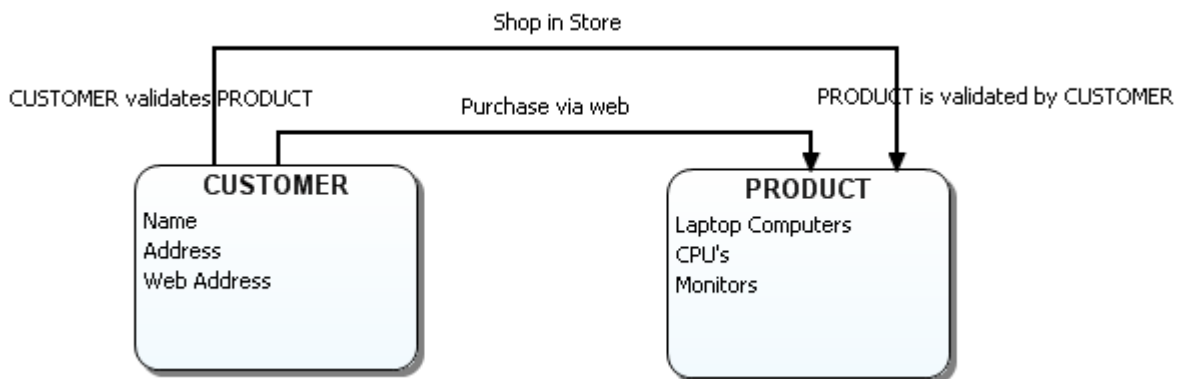 Shop in Store
CUSTOMER validates PRODUCT
PRODUCT is validated by CUSTOMER
Purchase via web
CUSTOMER
Name
Address
Web Address
PRODUCT
Laptop Computers
CPU's
Monitors